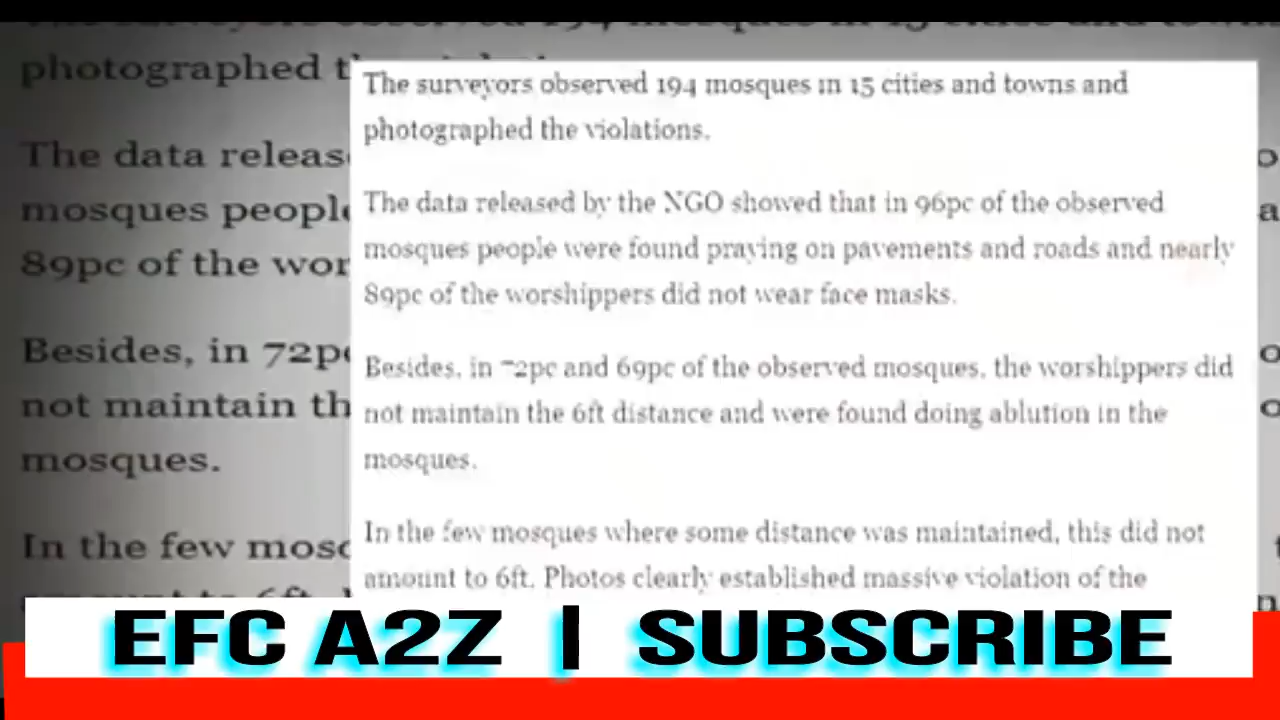 photographed
The surveyors observed 194 mosques in 15 cities and towns and
photographed the violations.
The data releas
mosques people
89pc of the wor
The data released by the NGO showed that in 96pc of the observed
mosques people were found praying on pavements and roads and nearly
89pc of the worshippers did not wear face masks.
Besides, in 72pc
not maintain th
mosques.
Besides, in 72pc and 69pc of the observed mosques, the worshippers did
not maintain the 6ft distance and were found doing ablution in the
mosques.
In the few mosq
In the few mosques where some distance was maintained, this did not
amount to 6ft. Photos clearly established massive violation of the
EFC A2Z | SUBSCRIBE